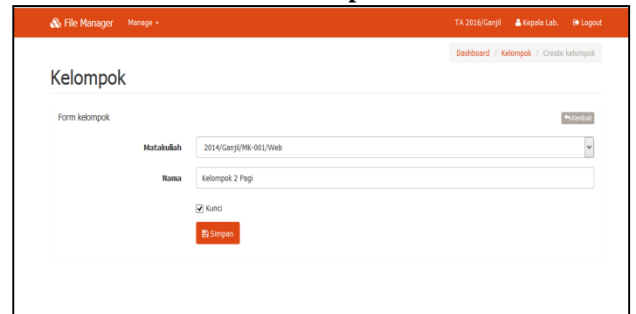 File Manager Manage TA 2016/Ganjil Kepala Lab. Logout
Dashboard / Kelompok / Create kelompok
Kelompok
Form kelompok Kembali
Matakuliah 2014/Ganjil/MK-001/Web
Nama Kelompok 2 Pagi
Kunci
Simpan